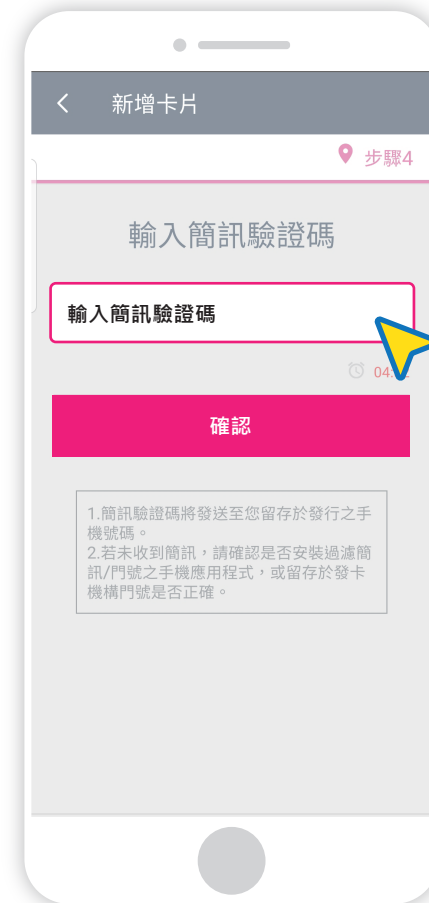 新增卡片
步驟4
輸入簡訊驗證碼
輸入簡訊驗證碼
04:
確認
1.簡訊驗證碼將發送至您留存於發行之手
機號碼。
2.若未收到簡訊，請確認是否安裝過濾簡
訊/門號之手機應用程式，或留存於發卡
機構門號是否正確。